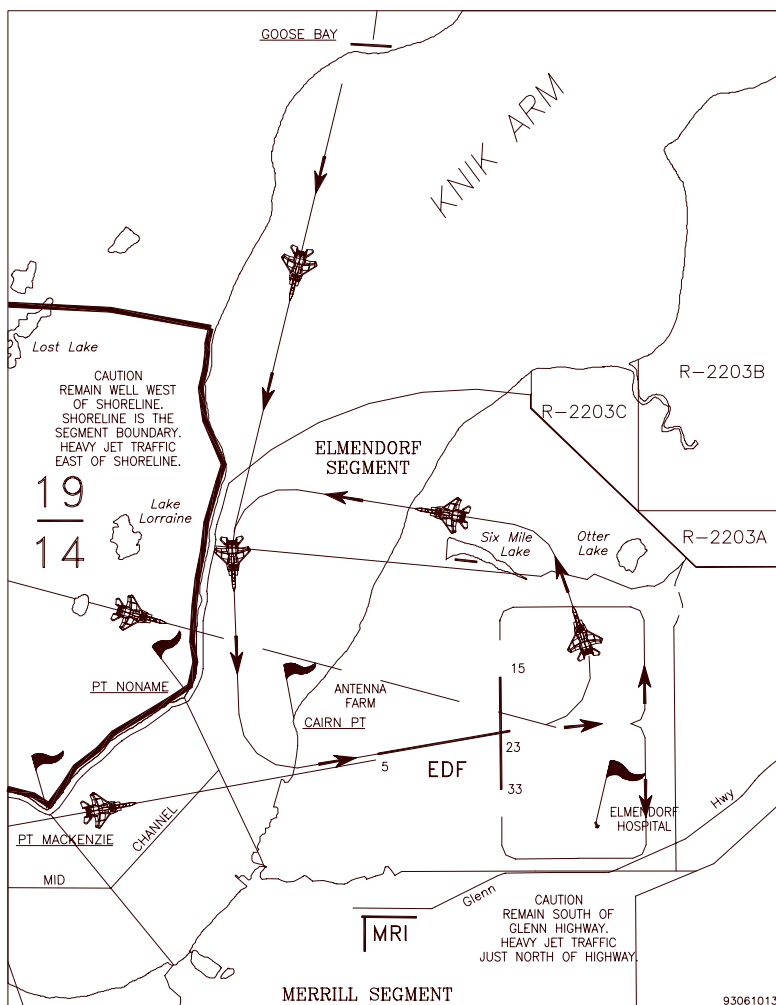 GOOSE BAY
KNIK ARM
Lost Lake
CAUTION
REMAIN WELL WEST
OF SHORELINE.
SHORELINE IS THE
SEGMENT BOUNDARY.
HEAVY JET TRAFFIC
EAST OF SHORELINE.
R-2203B
R-2203C
ELMENDORF
SEGMENT
19
14
Lake
Lorraine
Six Mile
Lake
Otter
Lake
R-2203A
15
PT NONAME
ANTENNA
FARM
CAIRN PT
23
5
EDF
33
Hwy
ELMENDORF
HOSPITAL
PT MACKENZIE
CHANNEL
MID
Glenn
CAUTION
REMAIN SOUTH OF
GLENN HIGHWAY.
HEAVY JET TRAFFIC
JUST NORTH OF HIGHWAY.
MRI
MERRILL SEGMENT
93061013